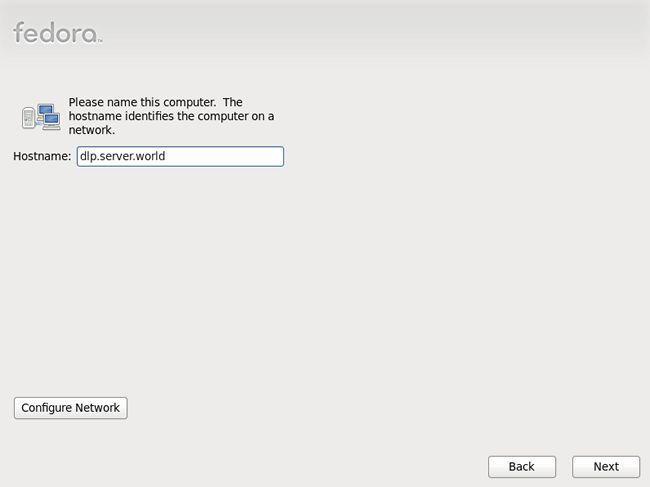 fedora™
Please name this computer.  The
hostname identifies the computer on a
network.
Hostname: dlp.server.world
Configure Network
Back Next